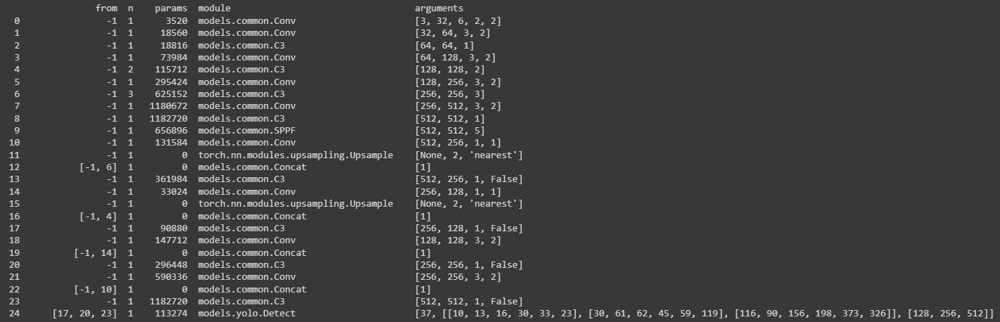 from n params module arguments
0 -1 1 3520 models.common.Conv [3, 32, 6, 2, 2]
1 -1 1 18560 models.common.Conv [32, 64, 3, 2]
2 -1 1 18816 models.common.C3 [64, 64, 1]
3 -1 1 73984 models.common.Conv [64, 128, 3, 2]
4 -1 2 115712 models.common.C3 [128, 128, 2]
5 -1 1 295424 models.common.Conv [128, 256, 3, 2]
6 -1 3 625152 models.common.C3 [256, 256, 3]
7 -1 1 1180672 models.common.Conv [256, 512, 3, 2]
8 -1 1 1182720 models.common.C3 [512, 512, 1]
9 -1 1 656896 models.common.SPPF [512, 512, 5]
10 -1 1 131584 models.common.Conv [512, 256, 1, 1]
11 -1 1 0 torch.nn.modules.upsampling.Upsample [None, 2, 'nearest']
12 [-1, 6] 1 0 models.common.Concat [1]
13 -1 1 361984 models.common.C3 [512, 256, 1, False]
14 -1 1 33024 models.common.Conv [256, 128, 1, 1]
15 -1 1 0 torch.nn.modules.upsampling.Upsample [None, 2, 'nearest']
16 [-1, 4] 1 0 models.common.Concat [1]
17 -1 1 90880 models.common.C3 [256, 128, 1, False]
18 -1 1 147712 models.common.Conv [128, 128, 3, 2]
19 [-1, 14] 1 0 models.common.Concat [1]
20 -1 1 296448 models.common.C3 [256, 256, 1, False]
21 -1 1 590336 models.common.Conv [256, 256, 3, 2]
22 [-1, 10] 1 0 models.common.Concat [1]
23 -1 1 1182720 models.common.C3 [512, 512, 1, False]
24 [17, 20, 23] 1 113274 models.yolo.Detect [37, [[10, 13, 16, 30, 33, 23], [30, 61, 62, 45, 59, 119], [116, 90, 156, 198, 373, 326]], [128, 256, 512]]